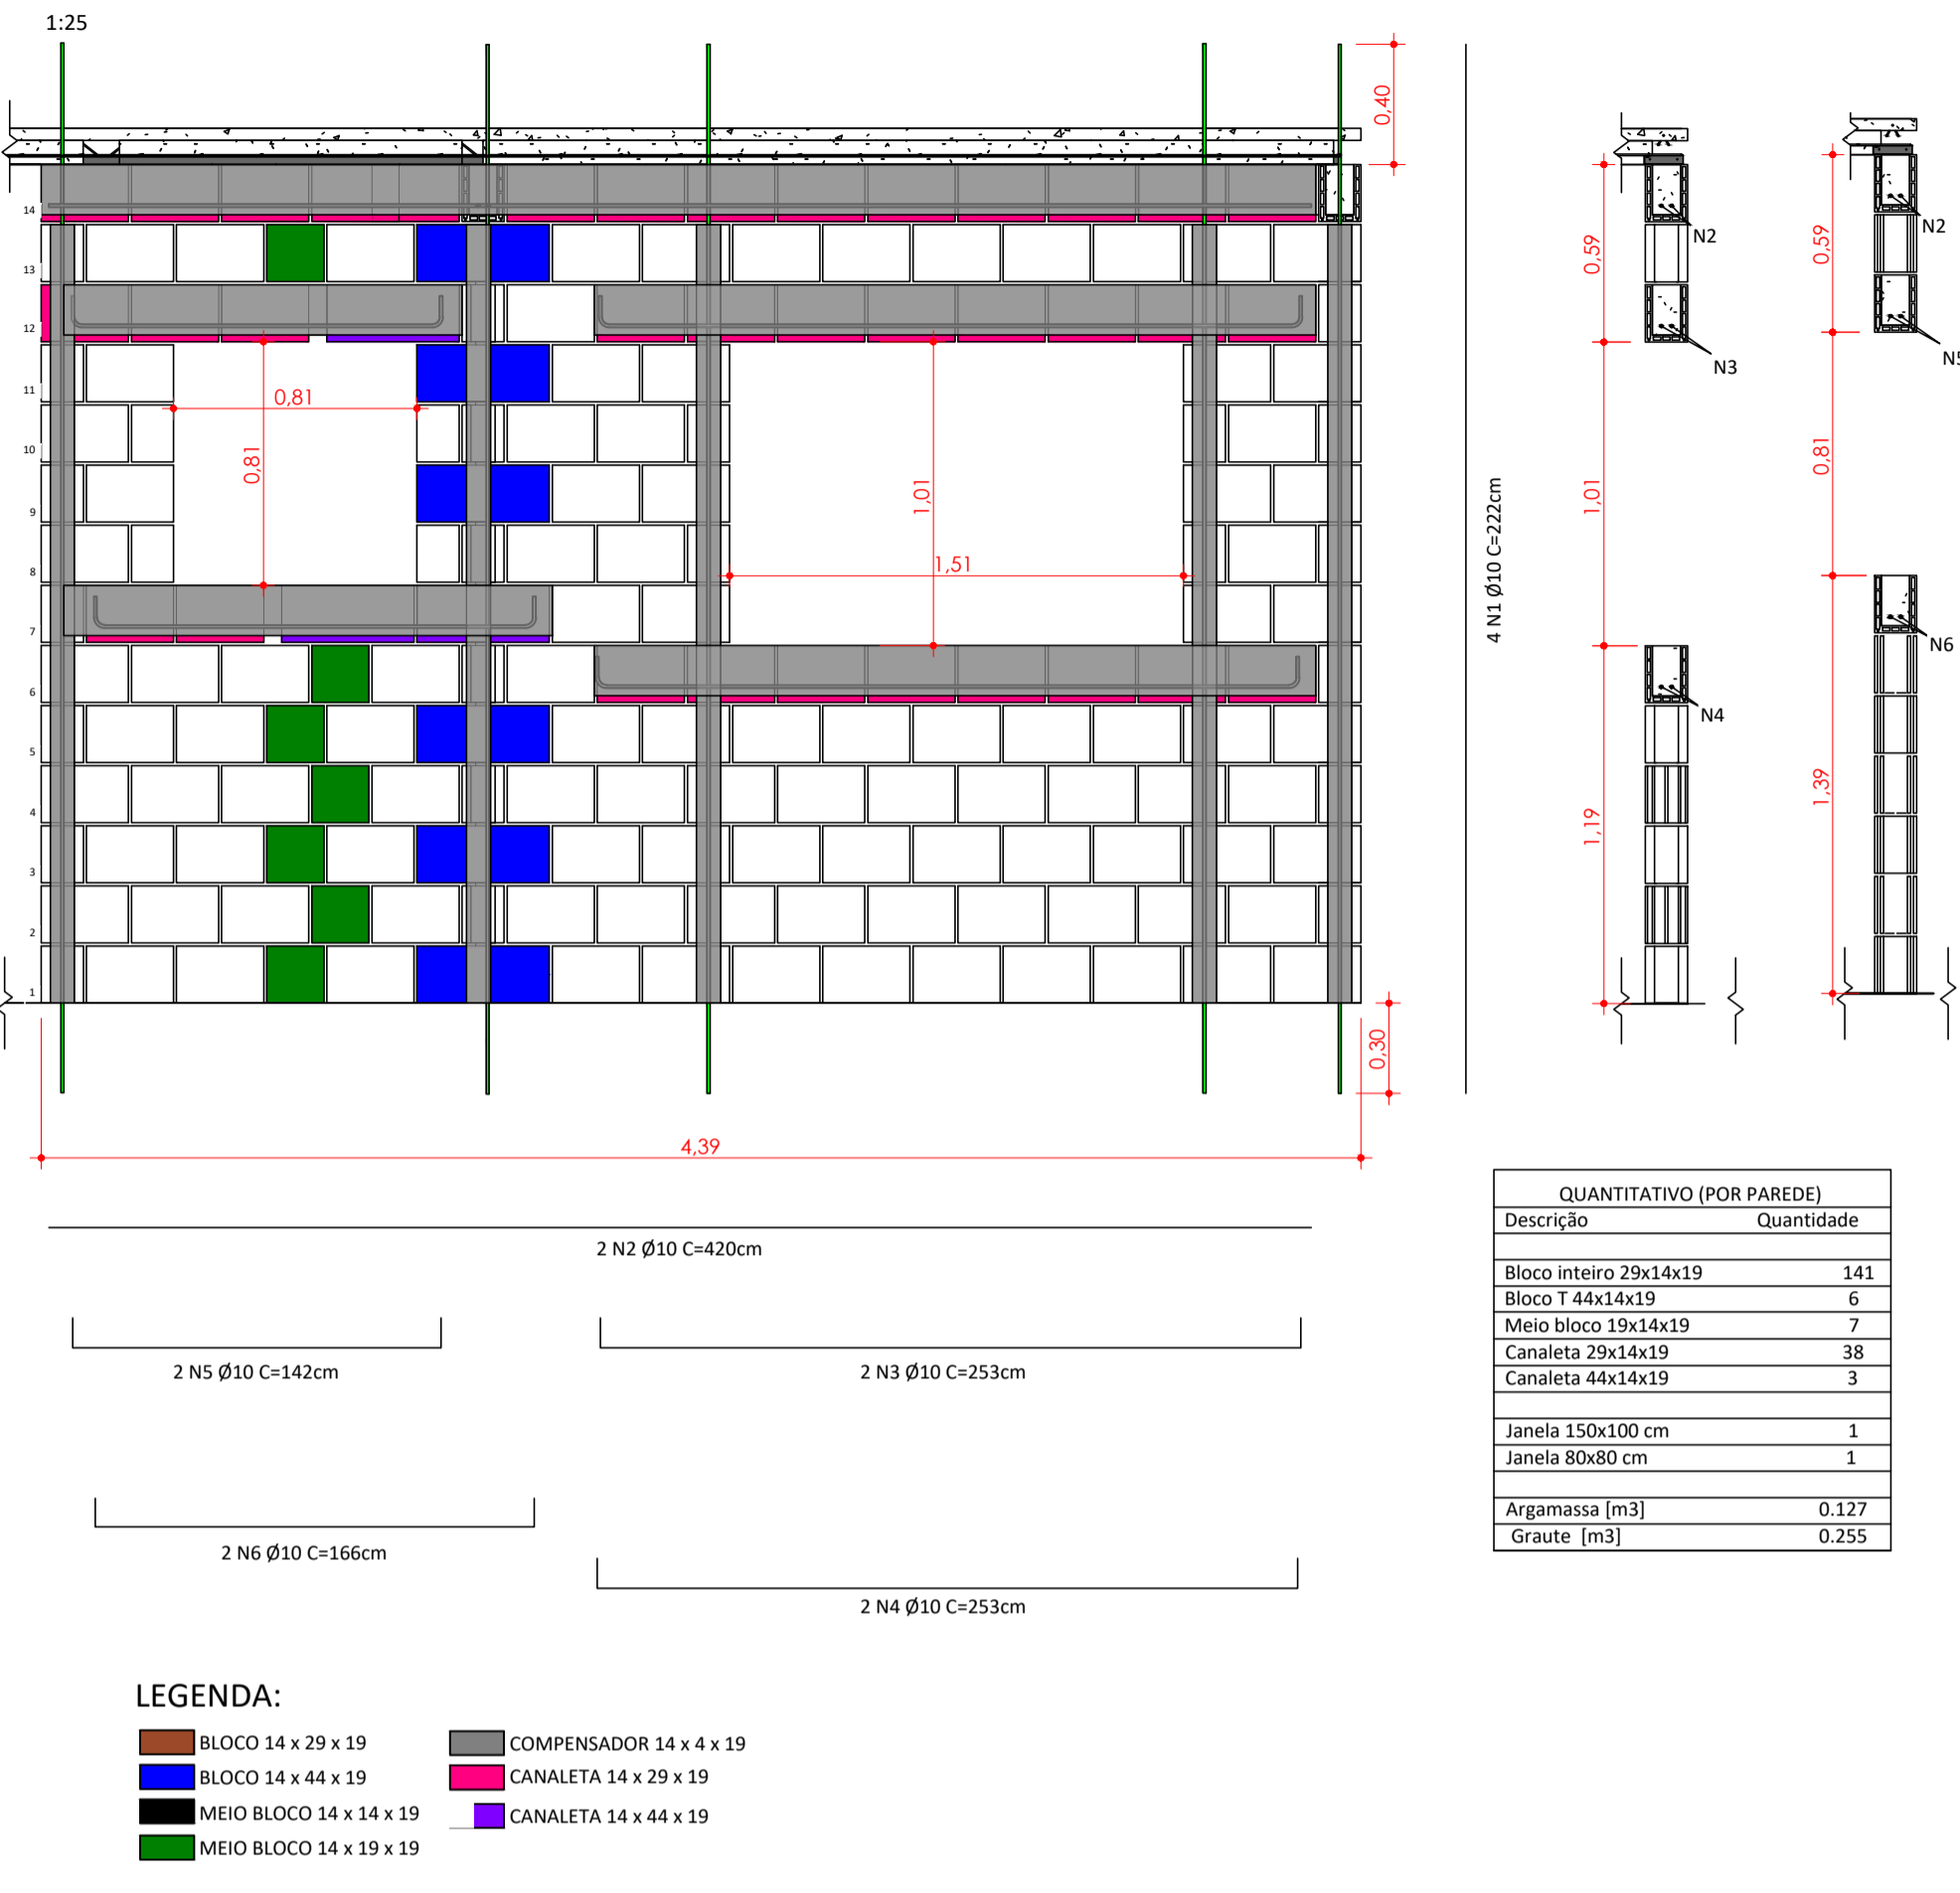 1:25
0,40
14
13
12
11
10
9
8
7
6
5
4
3
2
1
0,81
0,81
1,01
1,51
0,30
4,39
4 N1 Ø10 C=222cm
0,59
1,01
1,19
N2
N3
N4
0,59
0,81
1,39
N2
N5
N6
2 N2 Ø10 C=420cm
2 N5 Ø10 C=142cm
2 N3 Ø10 C=253cm
2 N6 Ø10 C=166cm
2 N4 Ø10 C=253cm
QUANTITATIVO (POR PAREDE)
Descrição Quantidade
Bloco inteiro 29x14x19 141
Bloco T 44x14x19 6
Meio bloco 19x14x19 7
Canaleta 29x14x19 38
Canaleta 44x14x19 3
Janela 150x100 cm 1
Janela 80x80 cm 1
Argamassa [m3] 0.127
Graute [m3] 0.255
LEGENDA:
BLOCO 14 x 29 x 19
BLOCO 14 x 44 x 19
MEIO BLOCO 14 x 14 x 19
MEIO BLOCO 14 x 19 x 19
COMPENSADOR 14 x 4 x 19
CANALETA 14 x 29 x 19
CANALETA 14 x 44 x 19